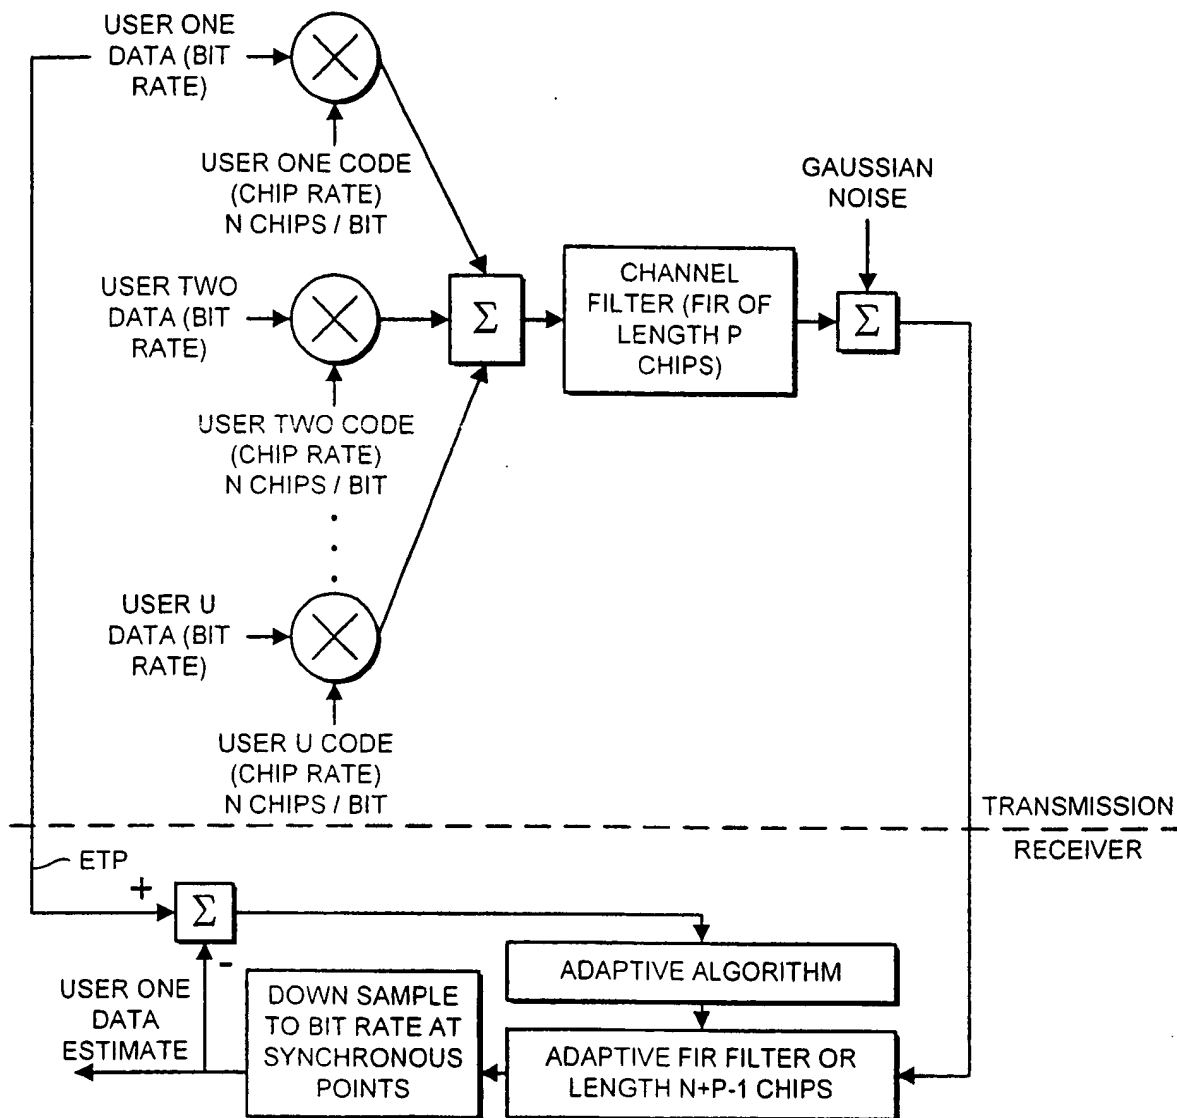 USER ONE
DATA (BIT
RATE)
USER ONE CODE
(CHIP RATE)
N CHIPS / BIT
USER TWO
DATA (BIT
RATE)
USER TWO CODE
(CHIP RATE)
N CHIPS / BIT
USER U
DATA (BIT
RATE)
USER U CODE
(CHIP RATE)
N CHIPS / BIT
Σ
CHANNEL
FILTER (FIR OF
LENGTH P
CHIPS)
GAUSSIAN
NOISE
Σ
TRANSMISSION
RECEIVER
ETP
+
Σ
-
ADAPTIVE ALGORITHM
USER ONE
DATA
ESTIMATE
DOWN SAMPLE
TO BIT RATE AT
SYNCHRONOUS
POINTS
ADAPTIVE FIR FILTER OR
LENGTH N+P-1 CHIPS